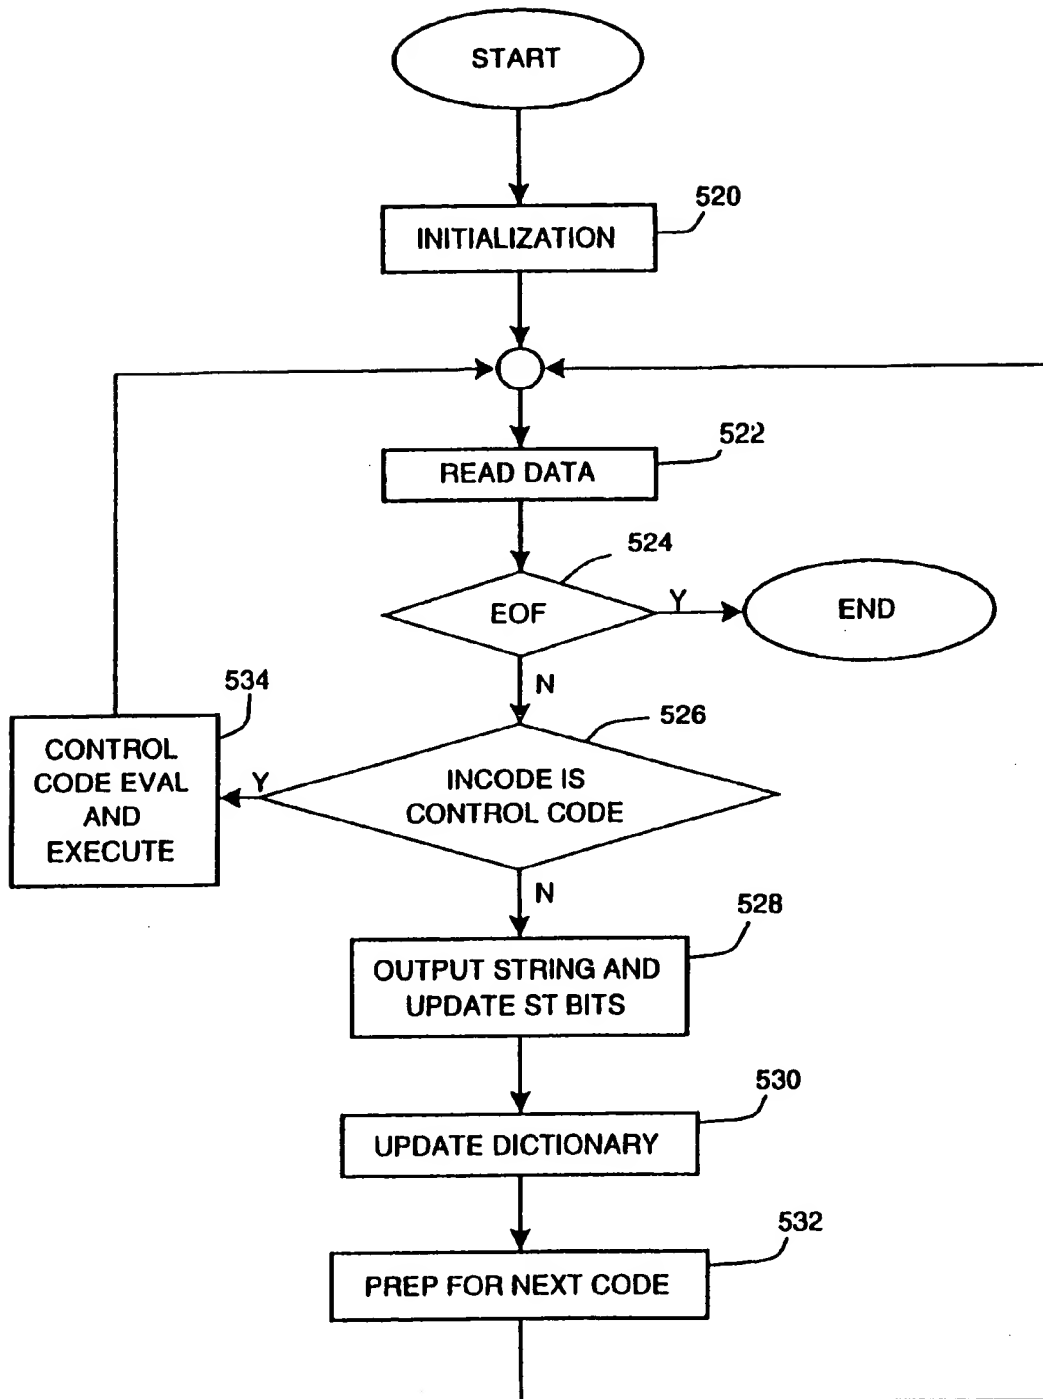 START
520
INITIALIZATION
522
READ DATA
524
EOF
Y
END
N
534
526
CONTROL
CODE EVAL
AND
EXECUTE
Y
INCODE IS
CONTROL CODE
N
528
OUTPUT STRING AND
UPDATE ST BITS
530
UPDATE DICTIONARY
532
PREP FOR NEXT CODE